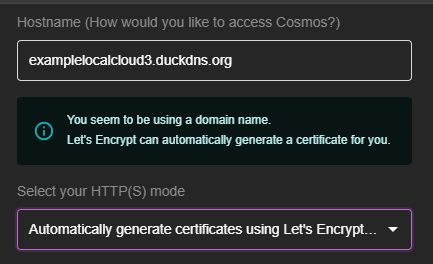 Hostname (How would you like to access Cosmos?)
examplelocalcloud3.duckdns.org
You seem to be using a domain name.
Let's Encrypt can automatically generate a certificate for you.
Select your HTTP(S) mode
Automatically generate certificates using Let's Encrypt...